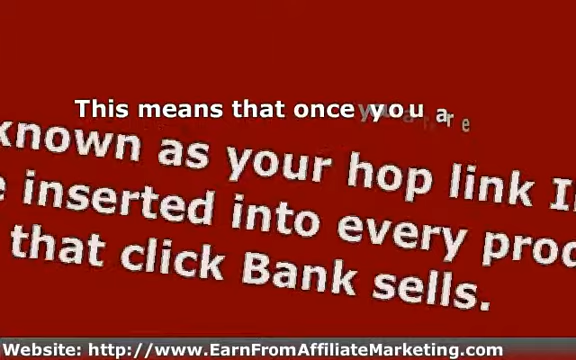 This means that once you are
known as your hop link I
inserted into every prod
that click Bank sells.
Website: http://www.EarnFromAffiliateMarketing.com